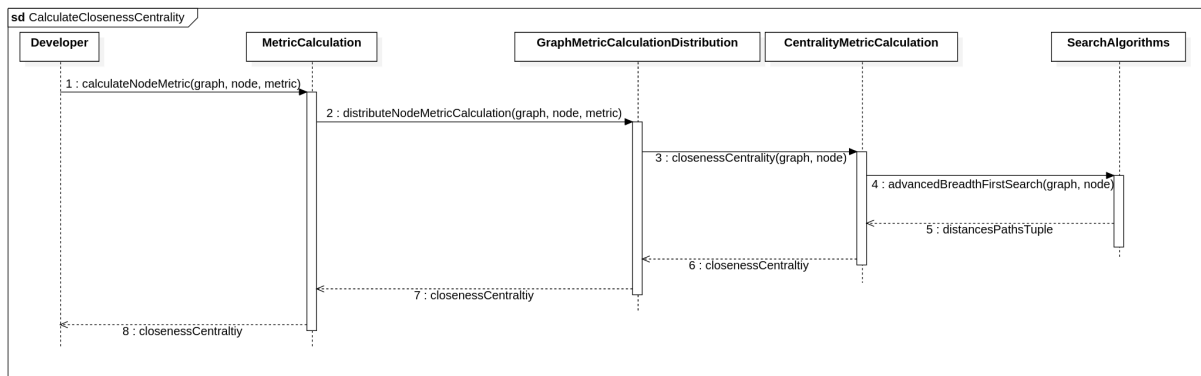 sd CalculateClosenessCentrality
Developer
MetricCalculation
GraphMetricCalculationDistribution
CentralityMetricCalculation
SearchAlgorithms
1 : calculateNodeMetric(graph, node, metric)
2 : distributeNodeMetricCalculation(graph, node, metric)
3 : closenessCentrality(graph, node)
4 : advancedBreadthFirstSearch(graph, node)
5 : distancesPathsTuple
6 : closenessCentraltiy
7 : closenessCentraltiy
8 : closenessCentraltiy